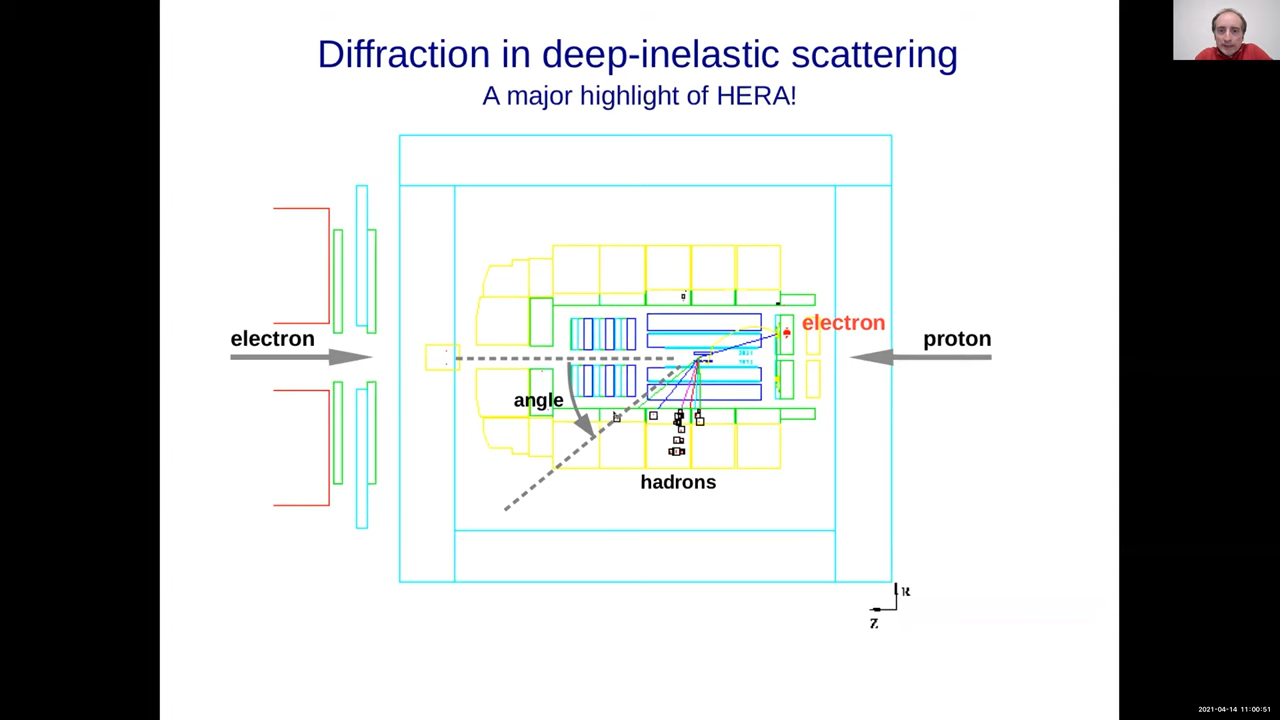 Diffraction in deep-inelastic scattering
A major highlight of HERA!
electron
electron
proton
angle
hadrons
R
Z
2021-04-14 11:00:51